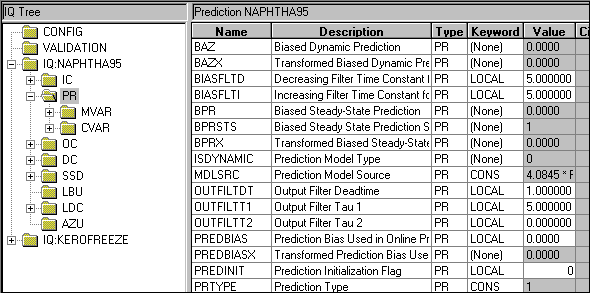 IQ Tree
CONFIG
VALIDATION
IQ:NAPHTHA95
IC
PR
MVAR
CVAR
OC
DC
SSD
LBU
LDC
AZU
IQ:KEROFREEZE
Prediction NAPHTHA95
Name Description Type Keyword Value Ci
BAZ Biased Dynamic Prediction PR (None) 0.0000
BAZX Transformed Biased Dynamic Pre PR (None) 0.0000
BIASFLTD Decreasing Filter Time Constant f PR LOCAL 5.000000
BIASFLTI Increasing Filter Time Constant fo PR LOCAL 5.000000
BPR Biased Steady-State Prediction PR (None) 0.0000
BPRSTS Biased Steady-State Prediction S PR (None) 1
BPRX Transformed Biased Steady-State PR (None) 0.0000
ISDYNAMIC Prediction Model Type PR (None) 0
MDLSRC Prediction Model Source PR CONS 4.0845 * F
OUTFILTDT Output Filter Deadtime PR LOCAL 1.000000
OUTFILTT1 Output Filter Tau 1 PR LOCAL 5.000000
OUTFILTT2 Output Filter Tau 2 PR LOCAL 0.000000
PREDBIAS Prediction Bias Used in Online Pr PR LOCAL 0.0000
PREDBIASX Transformed Prediction Bias Use PR (None) 0.0000
PREDINIT Prediction Initialization Flag PR LOCAL 0
PRTYPE Prediction Type PR CONS 1